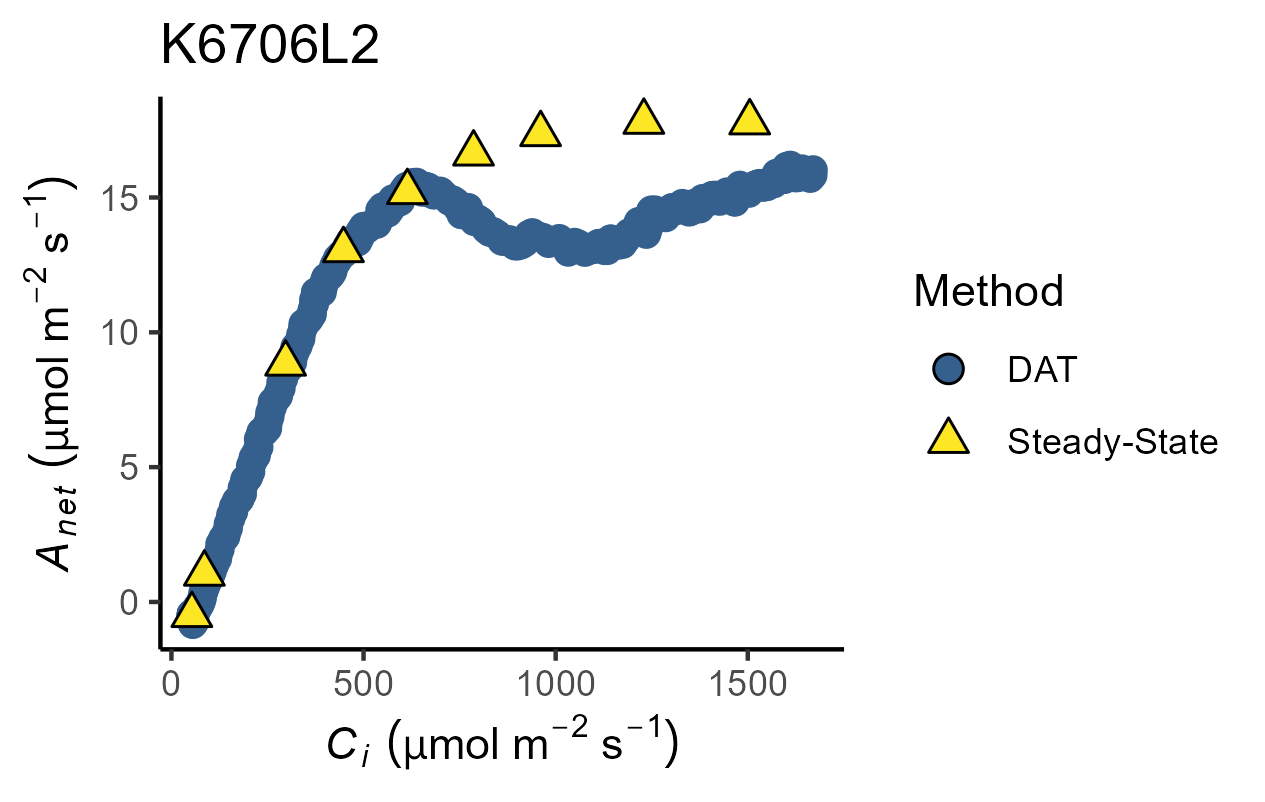 K6706L2
A_net (μmol m⁻² s⁻¹)
15
10
5
0
0 500 1000 1500
C_i (μmol m⁻² s⁻¹)
Method
DAT
Steady-State